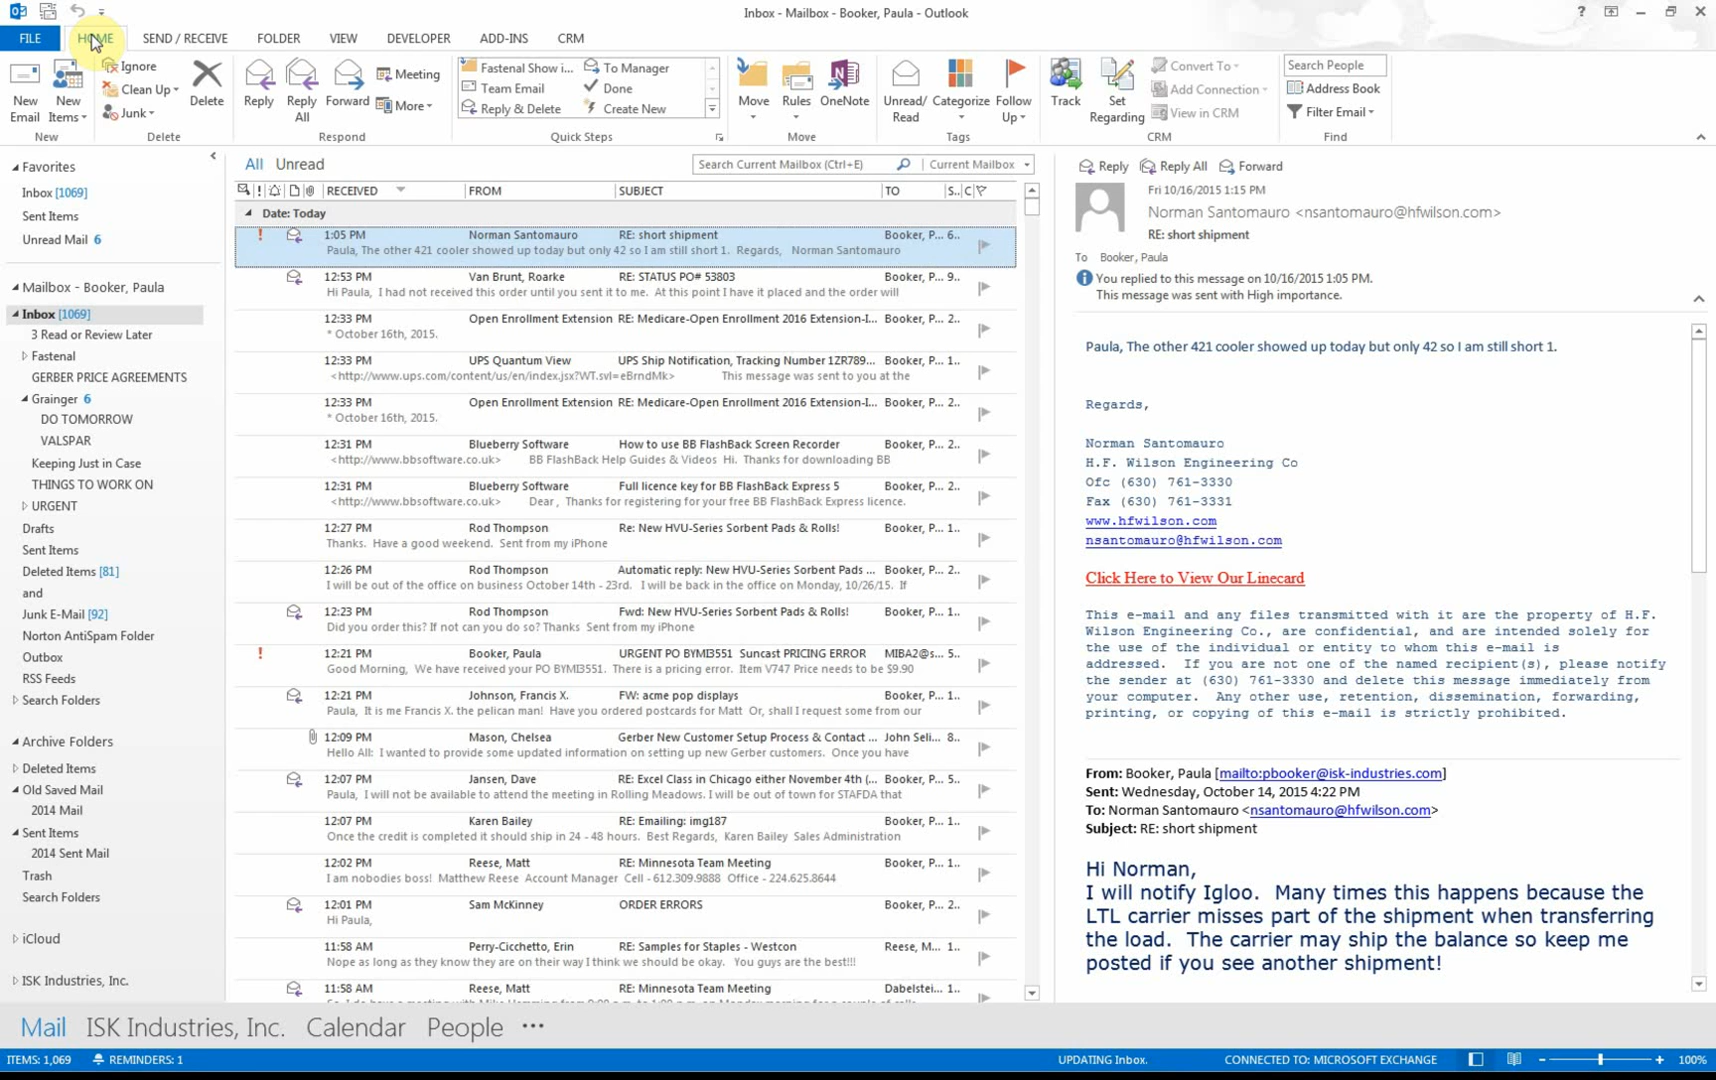 Inbox - Mailbox - Booker, Paula - Outlook
FILE
HOME
SEND / RECEIVE
FOLDER
VIEW
DEVELOPER
ADD-INS
CRM
New Email
New Items
New
Ignore
Clean Up
Junk
Delete
Delete
Reply
Reply All
Forward
Meeting
More
Respond
Fastenal Show i...
Team Email
Reply & Delete
To Manager
Done
Create New
Quick Steps
Move
Rules
OneNote
Move
Unread/ Read
Categorize
Follow Up
Tags
Track
Set Regarding
Convert To
Add Connection
View in CRM
CRM
Search People
Address Book
Filter Email
Find
Favorites
Inbox [1069]
Sent Items
Unread Mail 6
Mailbox - Booker, Paula
Inbox [1069]
3 Read or Review Later
Fastenal
GERBER PRICE AGREEMENTS
Grainger 6
DO TOMORROW
VALSPAR
Keeping Just in Case
THINGS TO WORK ON
URGENT
Drafts
Sent Items
Deleted Items [81]
and
Junk E-Mail [92]
Norton AntiSpam Folder
Outbox
RSS Feeds
Search Folders
Archive Folders
Deleted Items
Old Saved Mail
2014 Mail
Sent Items
2014 Sent Mail
Trash
Search Folders
iCloud
ISK Industries, Inc.
All Unread
Search Current Mailbox (Ctrl+E)
Current Mailbox
RECEIVED FROM SUBJECT TO S.. C
Date: Today
1:05 PM Norman Santomauro RE: short shipment Booker, P... 6..
Paula, The other 421 cooler showed up today but only 42 so I am still short 1. Regards, Norman Santomauro
12:53 PM Van Brunt, Roarke RE: STATUS PO# 53803 Booker, P... 9..
Hi Paula, I had not received this order until you sent it to me. At this point I have it placed and the order will
12:33 PM Open Enrollment Extension RE: Medicare-Open Enrollment 2016 Extension-I... Booker, P... 2..
* October 16th, 2015.
12:33 PM UPS Quantum View UPS Ship Notification, Tracking Number 1ZR789... Booker, P... 1..
<http://www.ups.com/content/us/en/index.jsx?WT.svl=eBrndMk> This message was sent to you at the
12:33 PM Open Enrollment Extension RE: Medicare-Open Enrollment 2016 Extension-I... Booker, P... 2..
* October 16th, 2015.
12:31 PM Blueberry Software How to use BB FlashBack Screen Recorder Booker, P... 2..
<http://www.bbsoftware.co.uk> BB FlashBack Help Guides & Videos Hi. Thanks for downloading BB
12:31 PM Blueberry Software Full licence key for BB FlashBack Express 5 Booker, P... 2..
<http://www.bbsoftware.co.uk> Dear , Thanks for registering for your free BB FlashBack Express licence.
12:27 PM Rod Thompson Re: New HVU-Series Sorbent Pads & Rolls! Booker, P... 1..
Thanks. Have a good weekend. Sent from my iPhone
12:26 PM Rod Thompson Automatic reply: New HVU-Series Sorbent Pads ... Booker, P... 2..
I will be out of the office on business October 14th - 23rd. I will be back in the office on Monday, 10/26/15. If
12:23 PM Rod Thompson Fwd: New HVU-Series Sorbent Pads & Rolls! Booker, P... 1..
Did you order this? If not can you do so? Thanks Sent from my iPhone
12:21 PM Booker, Paula URGENT PO BYMI3551 Suncast PRICING ERROR MIBA2@s... 5..
Good Morning, We have received your PO BYMI3551. There is a pricing error. Item V747 Price needs to be $9.90
12:21 PM Johnson, Francis X. FW: acme pop displays Booker, P... 1..
Paula, It is me Francis X. the pelican man! Have you ordered postcards for Matt Or, shall I request some from our
12:09 PM Mason, Chelsea Gerber New Customer Setup Process & Contact ... John Seli... 8..
Hello All: I wanted to provide some updated information on setting up new Gerber customers. Once you have
12:07 PM Jansen, Dave RE: Excel Class in Chicago either November 4th (... Booker, P... 5..
Paula, I will not be available to attend the meeting in Rolling Meadows. I will be out of town for STAFDA that
12:07 PM Karen Bailey RE: Emailing: img187 Booker, P... 3..
Once the credit is completed it should ship in 24 - 48 hours. Best Regards, Karen Bailey Sales Administration
12:02 PM Reese, Matt RE: Minnesota Team Meeting Booker, P... 1..
I am nobodies boss! Matthew Reese Account Manager Cell - 612.309.9888 Office - 224.625.8644
12:01 PM Sam McKinney ORDER ERRORS Booker, P... 2..
Hi Paula,
11:58 AM Perry-Cicchetto, Erin RE: Samples for Staples - Westcon Reese, M... 1..
Nope as long as they know they are on their way I think we should be okay. You guys are the best!!!
11:58 AM Reese, Matt RE: Minnesota Team Meeting Dabelstei... 1..
Reply Reply All Forward
Fri 10/16/2015 1:15 PM
Norman Santomauro <nsantomauro@hfwilson.com>
RE: short shipment
To Booker, Paula
You replied to this message on 10/16/2015 1:05 PM.
This message was sent with High importance.
Paula, The other 421 cooler showed up today but only 42 so I am still short 1.
Regards,
Norman Santomauro
H.F. Wilson Engineering Co
Ofc (630) 761-3330
Fax (630) 761-3331
www.hfwilson.com
nsantomauro@hfwilson.com
Click Here to View Our Linecard
This e-mail and any files transmitted with it are the property of H.F.
Wilson Engineering Co., are confidential, and are intended solely for
the use of the individual or entity to whom this e-mail is
addressed. If you are not one of the named recipient(s), please notify
the sender at (630) 761-3330 and delete this message immediately from
your computer. Any other use, retention, dissemination, forwarding,
printing, or copying of this e-mail is strictly prohibited.
From: Booker, Paula [mailto:pbooker@isk-industries.com]
Sent: Wednesday, October 14, 2015 4:22 PM
To: Norman Santomauro <nsantomauro@hfwilson.com>
Subject: RE: short shipment
Hi Norman,
I will notify Igloo. Many times this happens because the
LTL carrier misses part of the shipment when transferring
the load. The carrier may ship the balance so keep me
posted if you see another shipment!
Mail ISK Industries, Inc. Calendar People ...
ITEMS: 1,069 REMINDERS: 1
UPDATING Inbox. CONNECTED TO: MICROSOFT EXCHANGE 100%